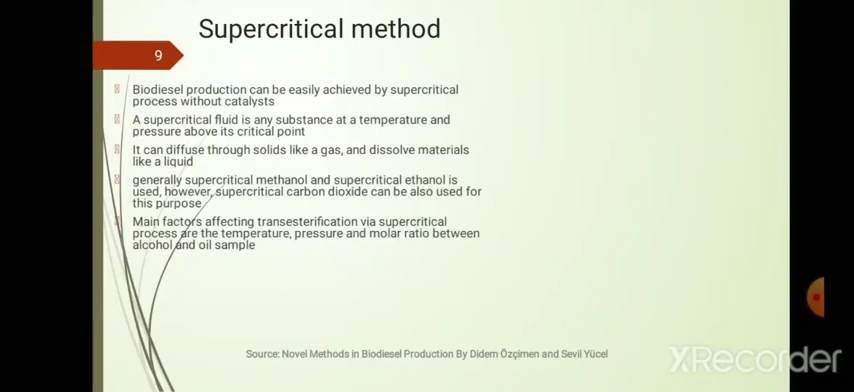 Supercritical method
9
Biodiesel production can be easily achieved by supercritical
process without catalysts
A supercritical fluid is any substance at a temperature and
pressure above its critical point
It can diffuse through solids like a gas, and dissolve materials
like a liquid
generally supercritical methanol and supercritical ethanol is
used, however, supercritical carbon dioxide can be also used for
this purpose
Main factors affecting transesterification via supercritical
process are the temperature, pressure and molar ratio between
alcohol and oil sample
Source: Novel Methods in Biodiesel Production By Didem Özçimen and Sevil Yücel
XRecorder